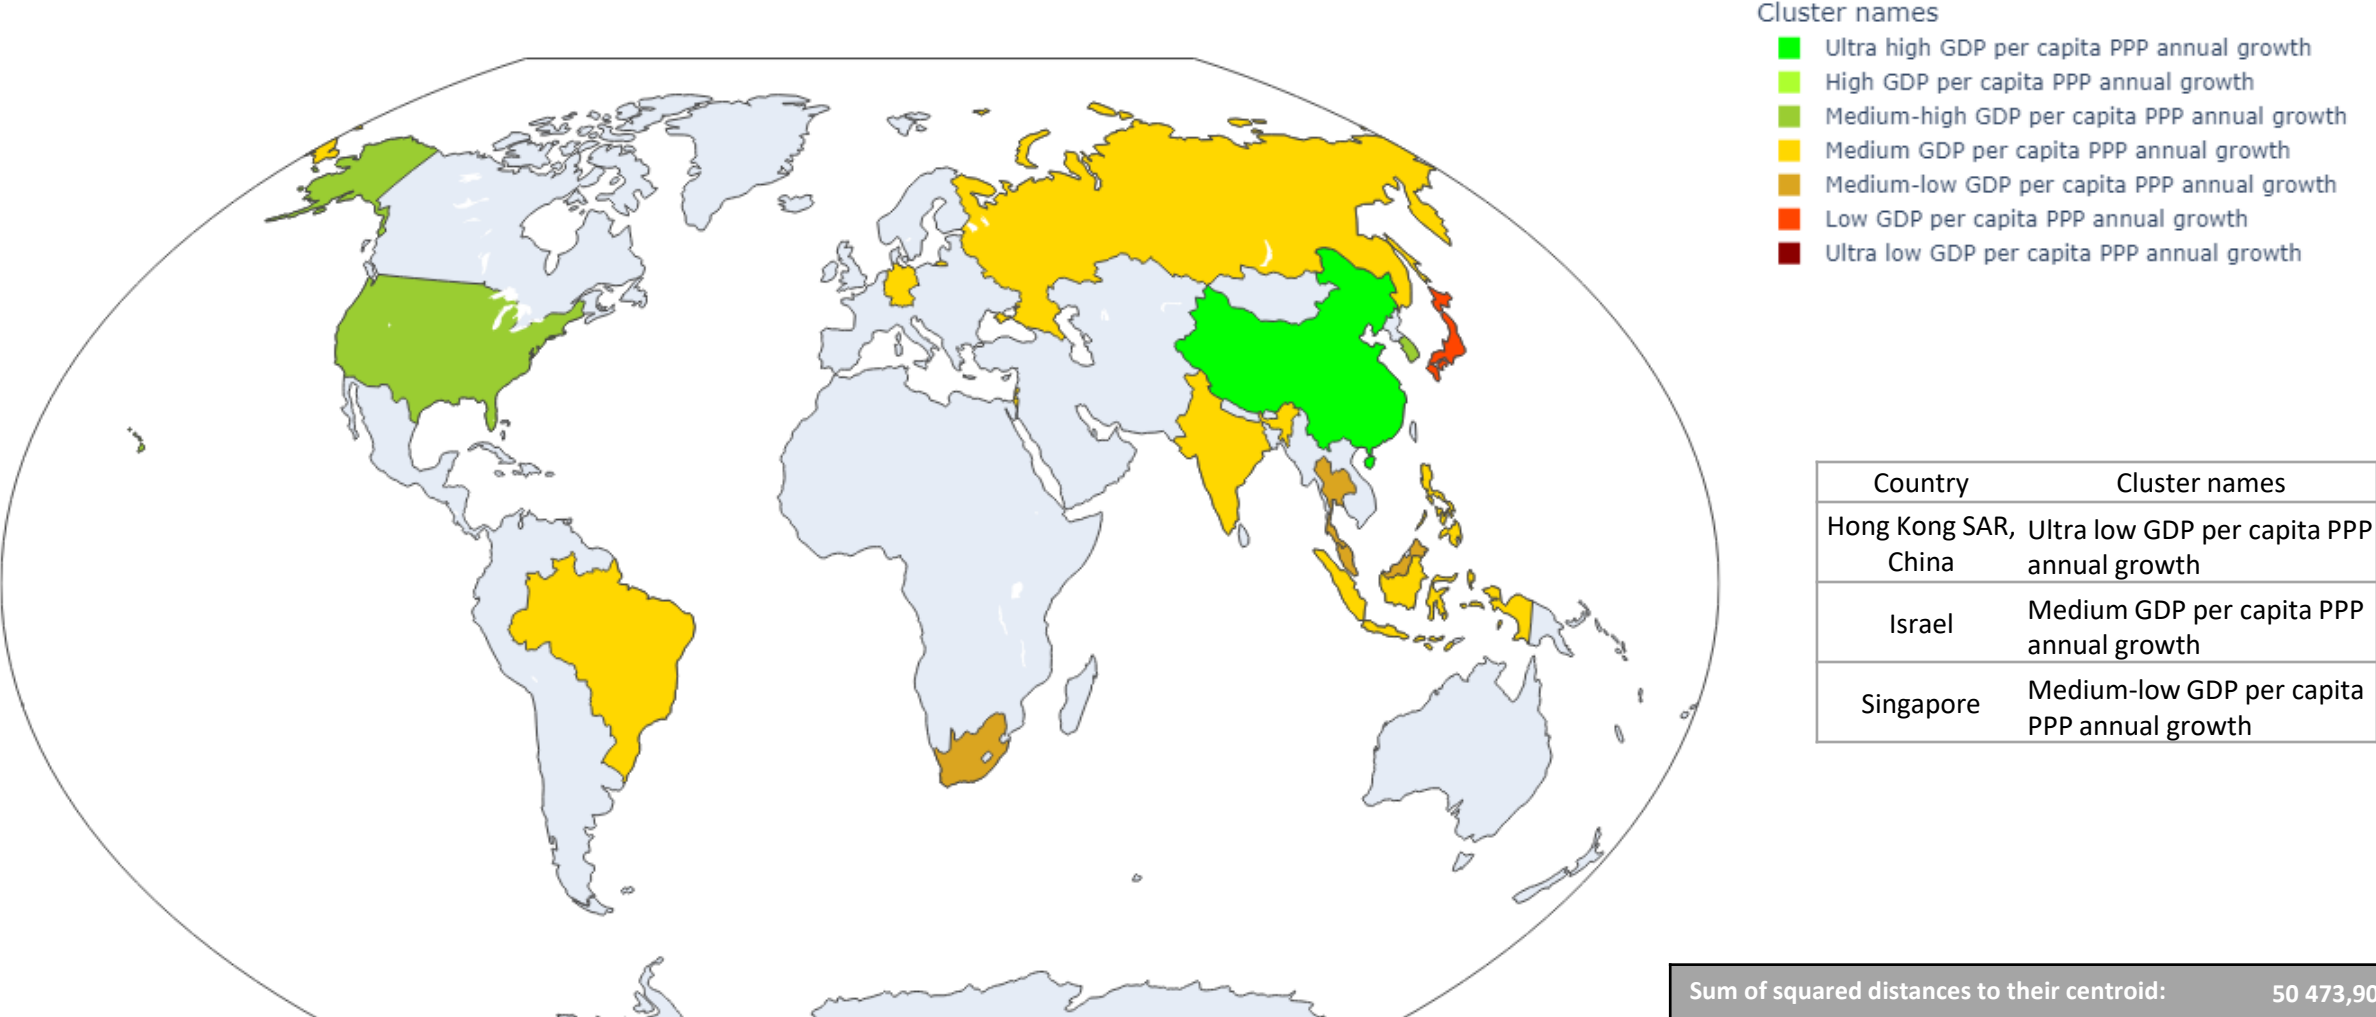 Cluster names
Ultra high GDP per capita PPP annual growth
High GDP per capita PPP annual growth
Medium-high GDP per capita PPP annual growth
Medium GDP per capita PPP annual growth
Medium-low GDP per capita PPP annual growth
Low GDP per capita PPP annual growth
Ultra low GDP per capita PPP annual growth
Country Cluster names
Hong Kong SAR, China Ultra low GDP per capita PPP
annual growth
Israel Medium GDP per capita PPP
annual growth
Singapore Medium-low GDP per capita
PPP annual growth
Sum of squared distances to their centroid: 50 473,90